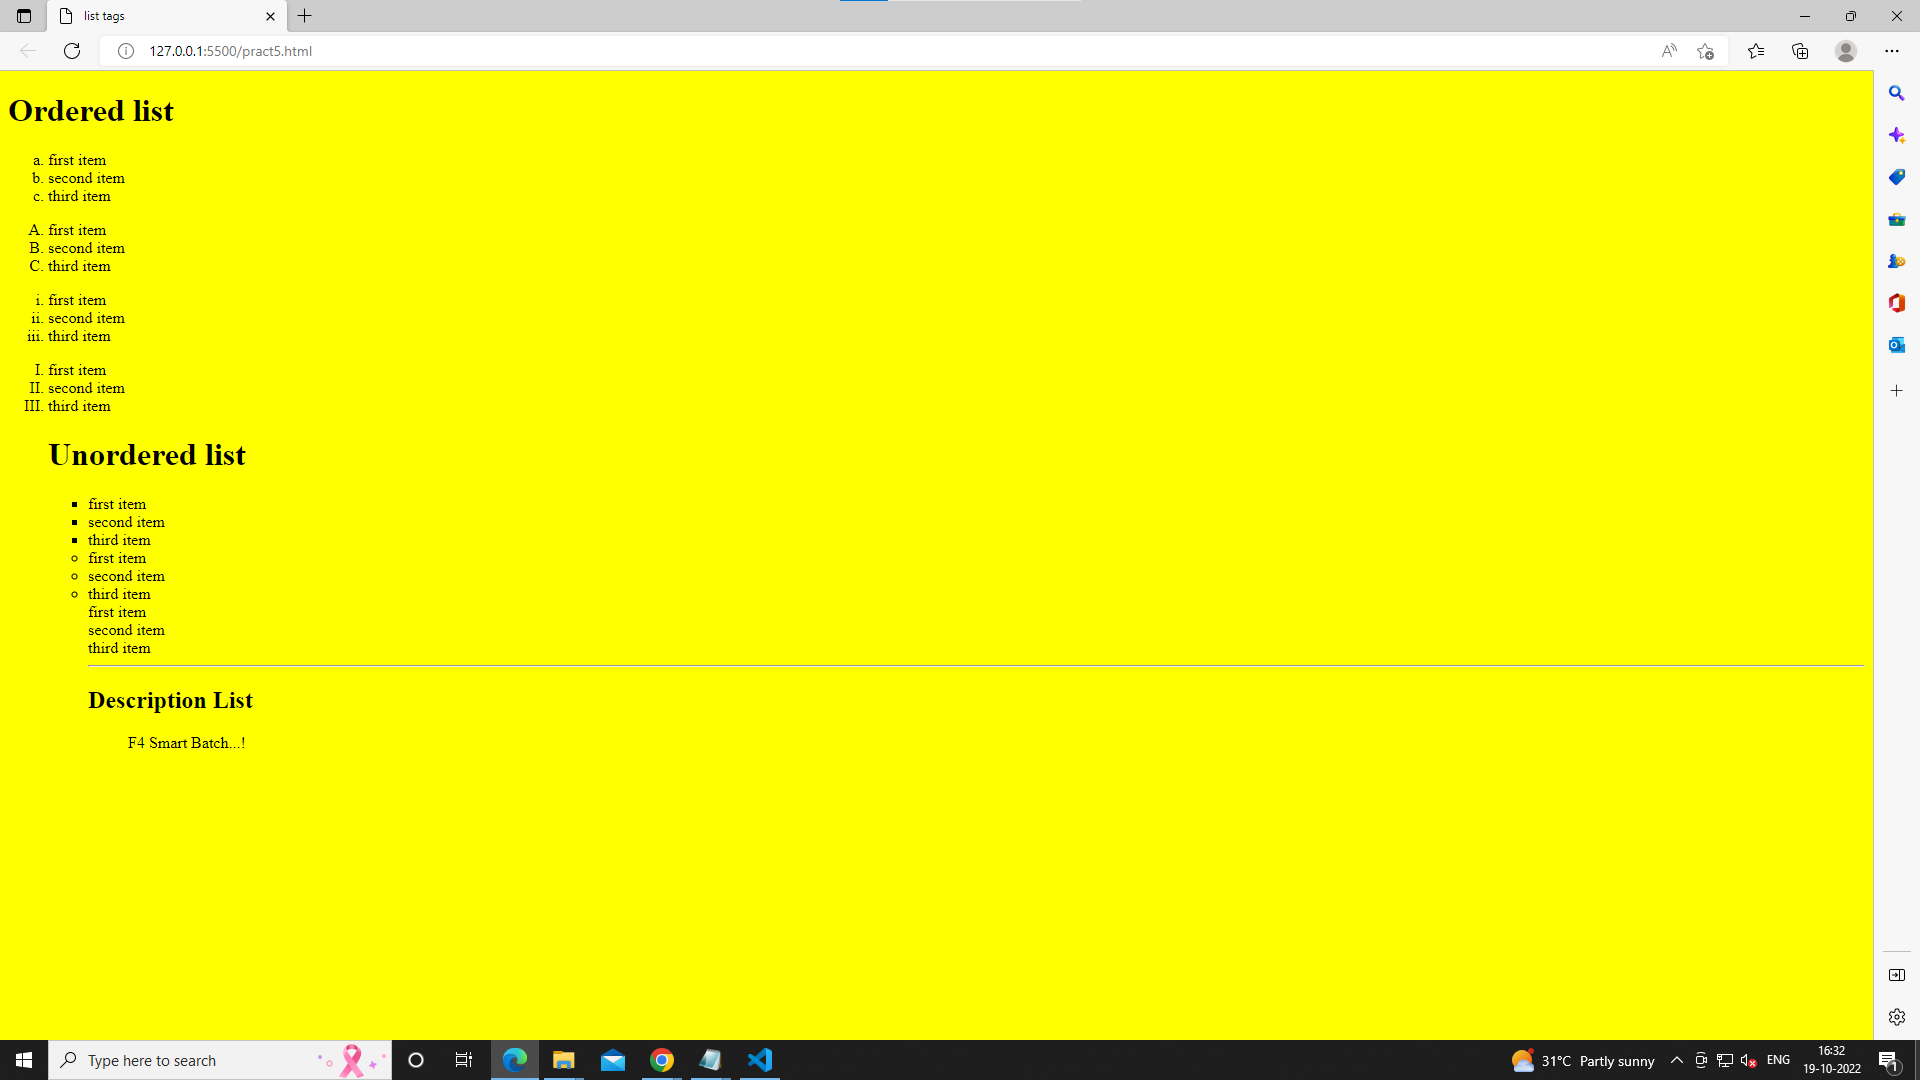 list tags
127.0.0.1:5500/pract5.html
Ordered list
a. first item
b. second item
c. third item
A. first item
B. second item
C. third item
i. first item
ii. second item
iii. third item
I. first item
II. second item
III. third item
Unordered list
first item
second item
third item
first item
second item
third item
first item
second item
third item
Description List
F4 Smart Batch...!
Type here to search
31°C Partly sunny
ENG
16:32
19-10-2022
1